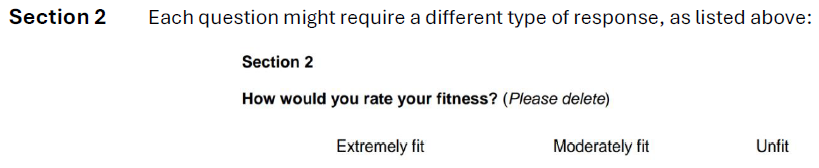 Section 2 Each question might require a different type of response, as listed above:
Section 2
How would you rate your fitness? (Please delete)
Extremely fit Moderately fit Unfit